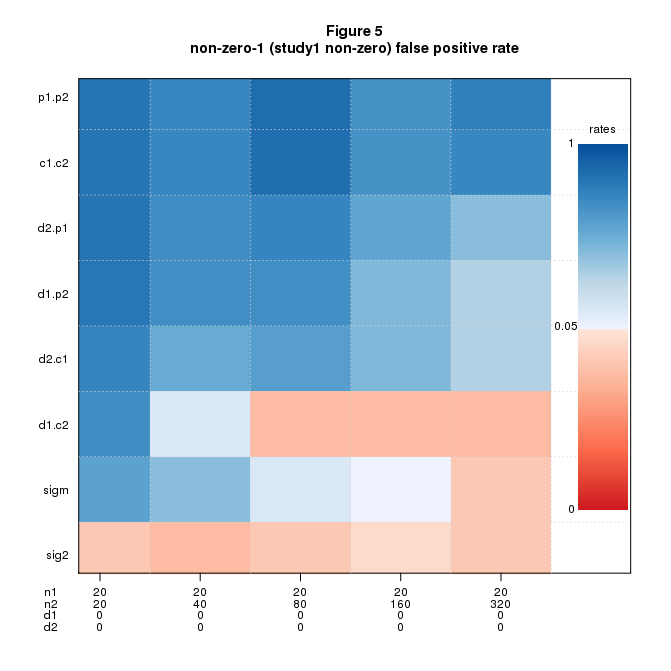 Figure 5
non-zero-1 (study1 non-zero) false positive rate
p1.p2
c1.c2
d2.p1
d1.p2
d2.c1
d1.c2
sigm
sig2
rates
1
0.05
0
n1 20 20 20 20 20
n2 20 40 80 160 320
d1 0 0 0 0 0
d2 0 0 0 0 0